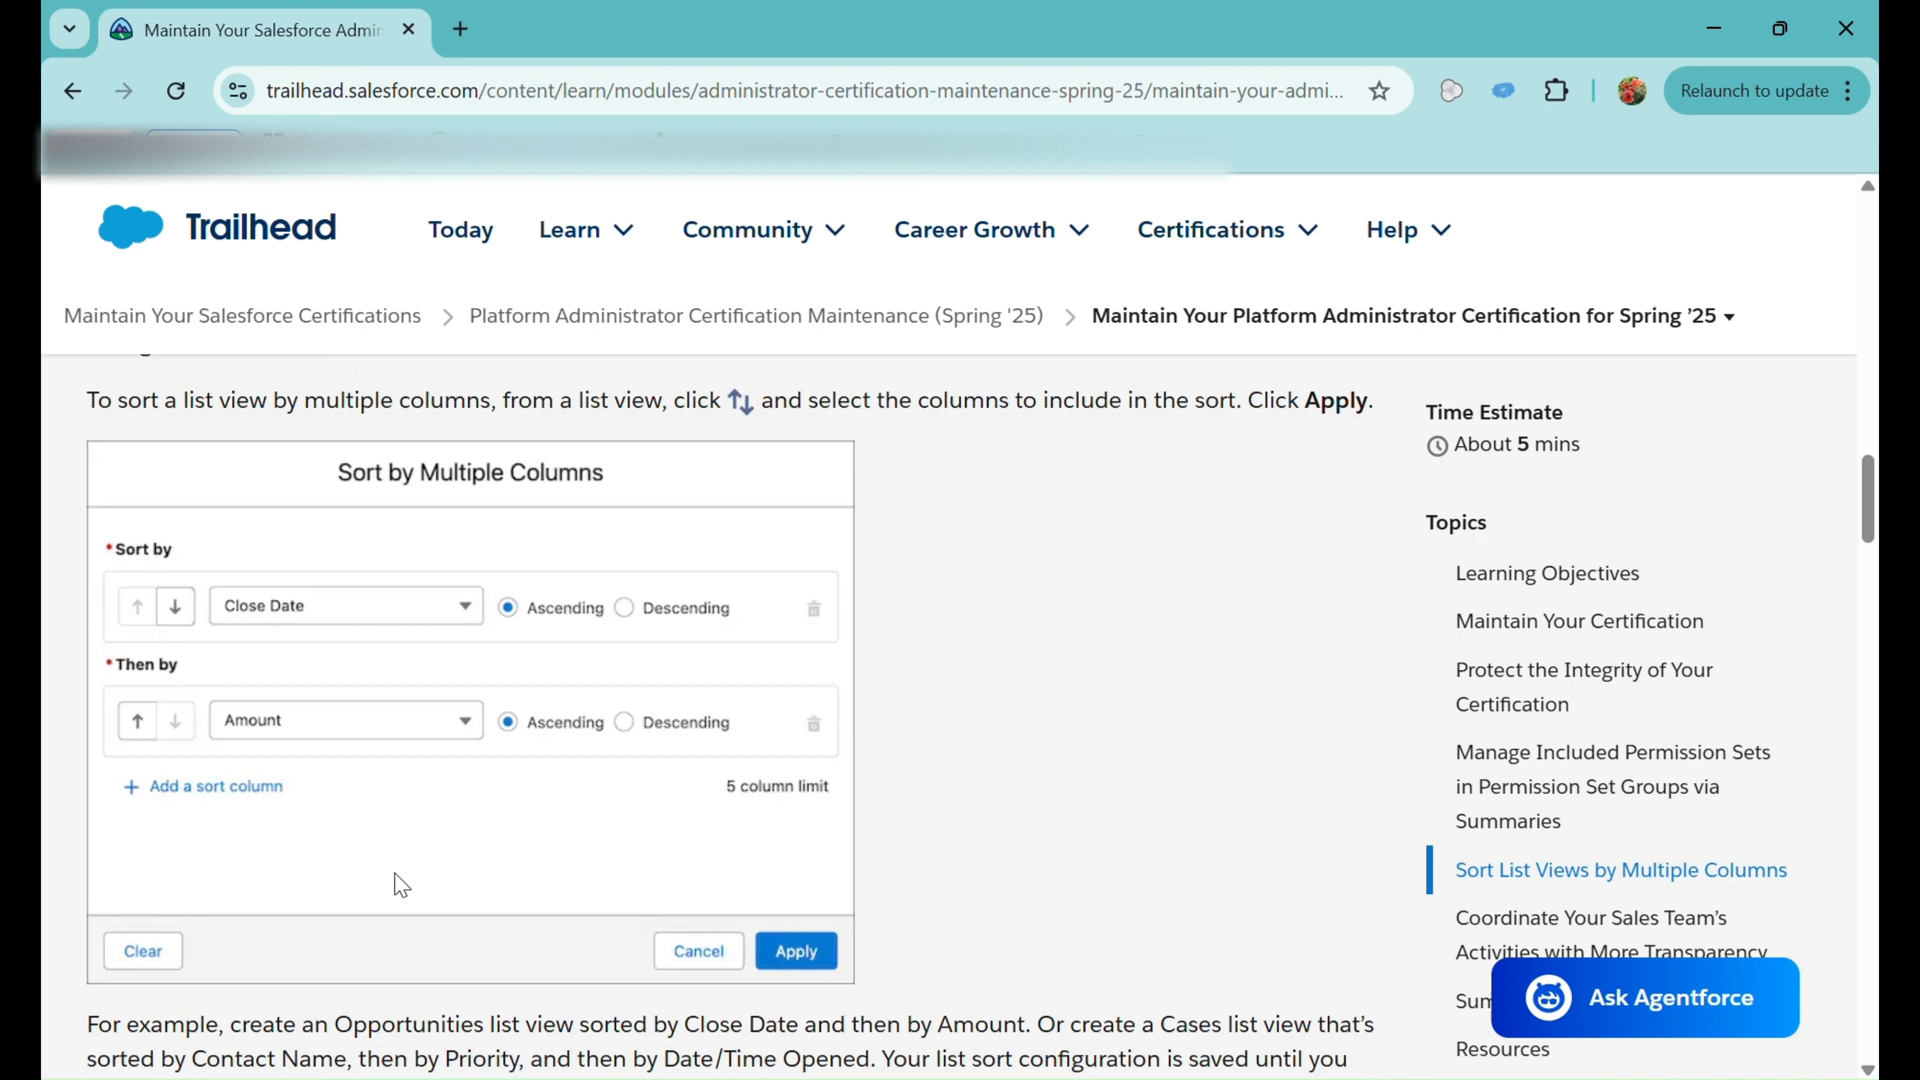 Maintain Your Salesforce Admin
trailhead.salesforce.com/content/learn/modules/administrator-certification-maintenance-spring-25/maintain-your-admi...
Relaunch to update
Trailhead
Today
Learn
Community
Career Growth
Certifications
Help
Maintain Your Salesforce Certifications
Platform Administrator Certification Maintenance (Spring '25)
Maintain Your Platform Administrator Certification for Spring ’25
To sort a list view by multiple columns, from a list view, click and select the columns to include in the sort. Click Apply.
Sort by Multiple Columns
*Sort by
Close Date
Ascending
Descending
*Then by
Amount
Ascending
Descending
+ Add a sort column
5 column limit
Clear
Cancel
Apply
For example, create an Opportunities list view sorted by Close Date and then by Amount. Or create a Cases list view that’s
sorted by Contact Name, then by Priority, and then by Date/Time Opened. Your list sort configuration is saved until you
Time Estimate
About 5 mins
Topics
Learning Objectives
Maintain Your Certification
Protect the Integrity of Your
Certification
Manage Included Permission Sets
in Permission Set Groups via
Summaries
Sort List Views by Multiple Columns
Coordinate Your Sales Team’s
Activities with More Transparency
Resources
Ask Agentforce